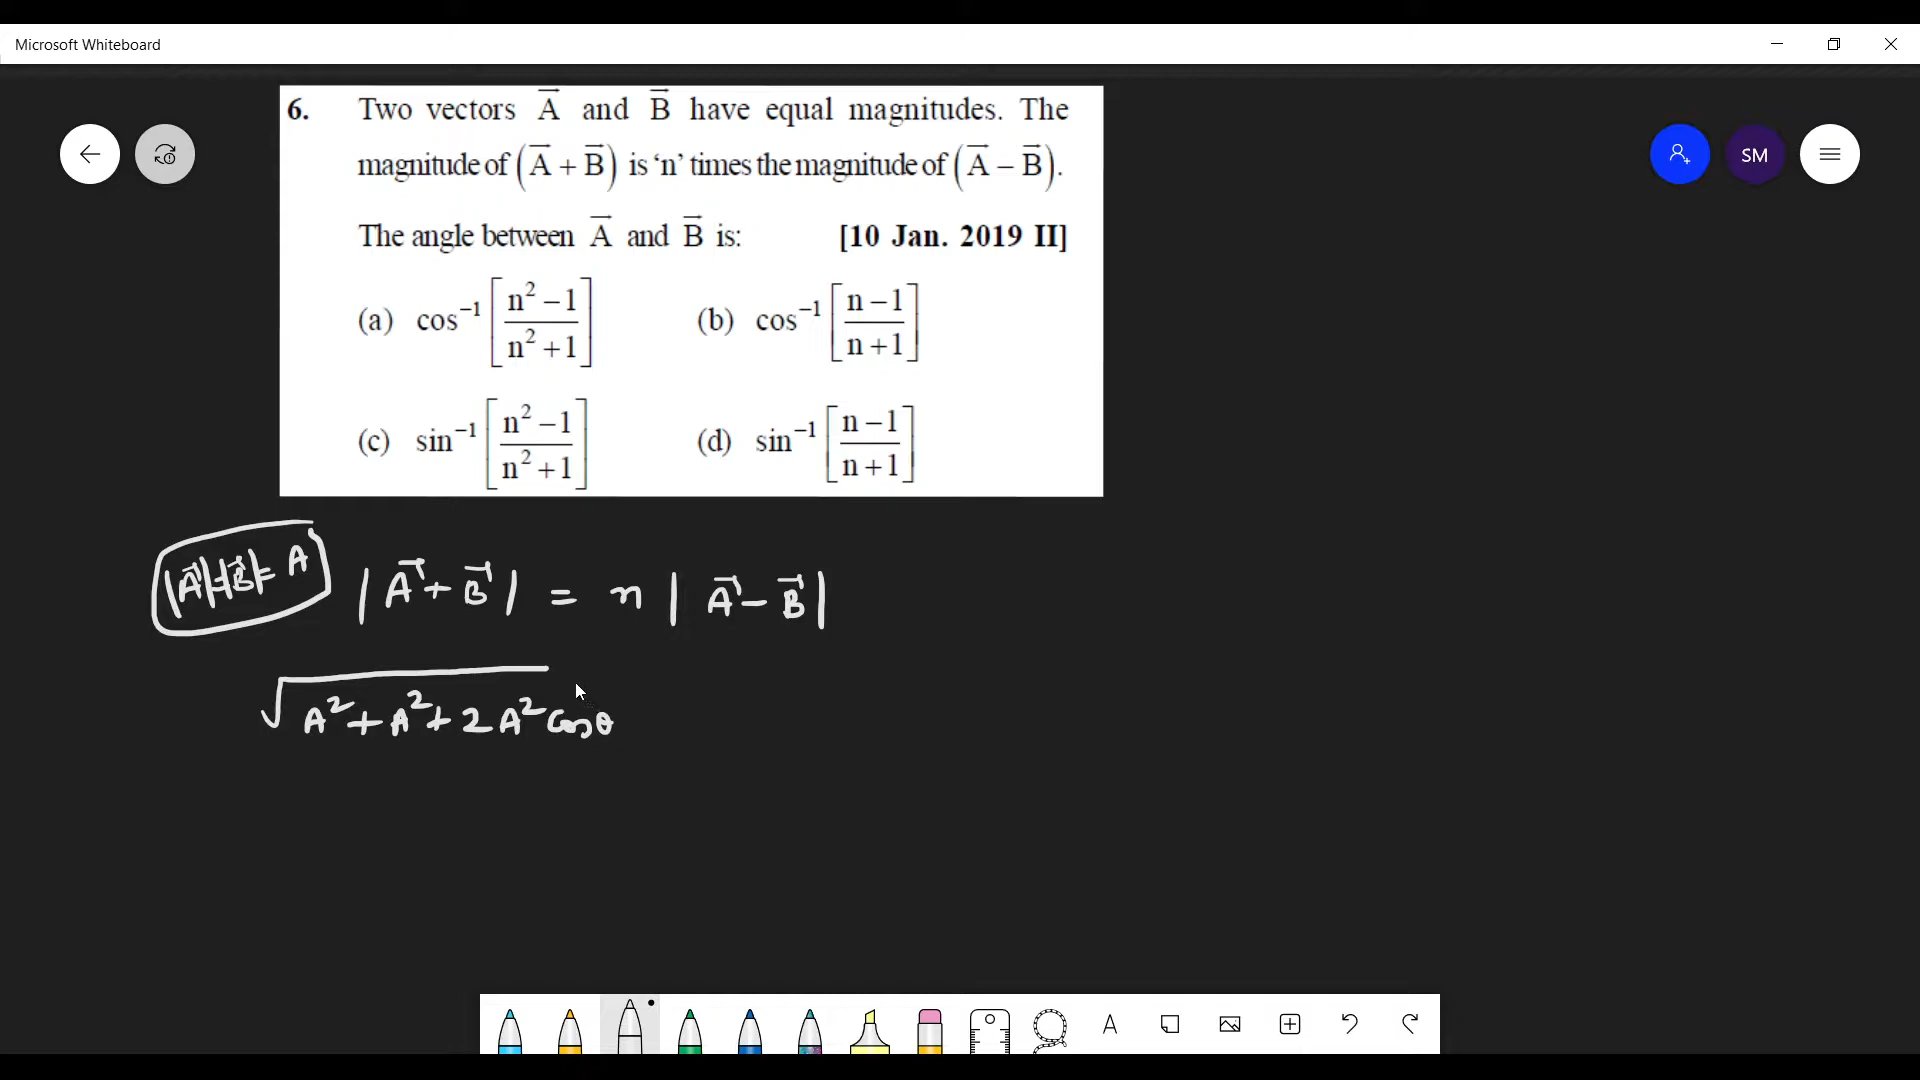 Microsoft Whiteboard
SM
6. Two vectors A⃗ and B⃗ have equal magnitudes. The
magnitude of (A⃗ + B⃗) is ‘n’ times the magnitude of (A⃗ − B⃗).
The angle between A⃗ and B⃗ is: [10 Jan. 2019 II]
(a) cos⁻¹ [(n² − 1)/(n² + 1)] (b) cos⁻¹ [(n − 1)/(n + 1)]
(c) sin⁻¹ [(n² − 1)/(n² + 1)] (d) sin⁻¹ [(n − 1)/(n + 1)]
|A⃗|=|B⃗|= A
|A⃗ + B⃗| = n |A⃗ − B⃗|
√A² + A² + 2A² cosθ
A